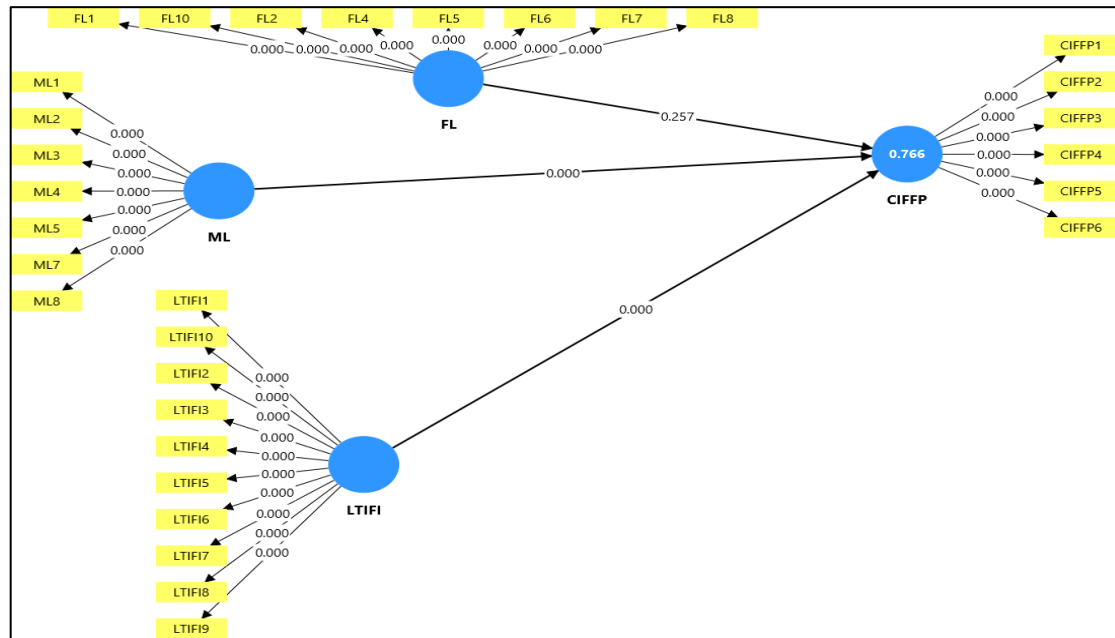 FL1 FL10 FL2 FL4 FL5 FL6 FL7 FL8
0.000 0.000 0.000 0.000 0.000 0.000 0.000 0.000
FL
ML1
ML2
ML3
ML4
ML5
ML7
ML8
0.000
0.000
0.000
0.000
0.000
0.000
0.000
ML
LTIFI1
LTIFI10
LTIFI2
LTIFI3
LTIFI4
LTIFI5
LTIFI6
LTIFI7
LTIFI8
LTIFI9
0.000
0.000
0.000
0.000
0.000
0.000
0.000
0.000
0.000
0.000
LTIFI
0.257
0.000
0.000
0.766
CIFFP
0.000
0.000
0.000
0.000
0.000
0.000
CIFFP1
CIFFP2
CIFFP3
CIFFP4
CIFFP5
CIFFP6